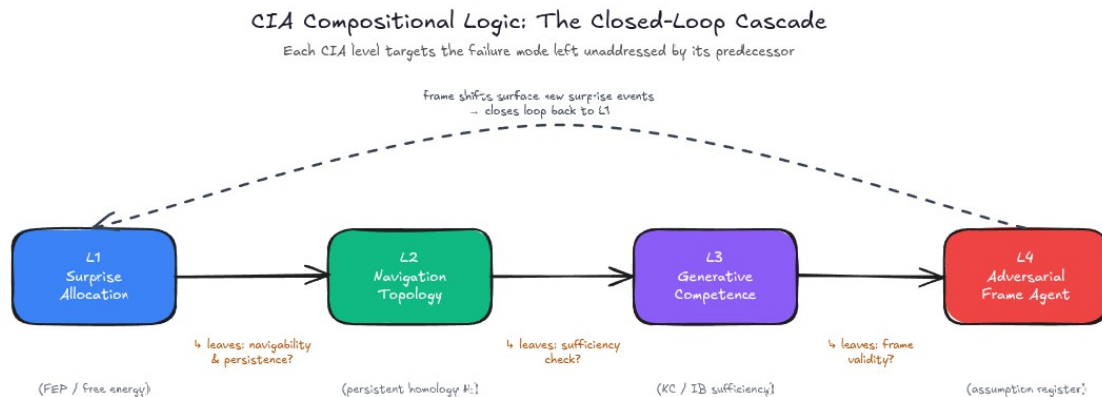 CIA Compositional Logic: The Closed-Loop Cascade
Each CIA level targets the failure mode left unaddressed by its predecessor
frame shifts surface new surprise events
→ closes loop back to L1
L1
Surprise
Allocation
L2
Navigation
Topology
L3
Generative
Competence
L4
Adversarial
Frame Agent
↳ leaves: navigability
& persistence?
↳ leaves: sufficiency
check?
↳ leaves: frame
validity?
(FEP / free energy)
(persistent homology
(KC / IB sufficiency)
(assumption register)